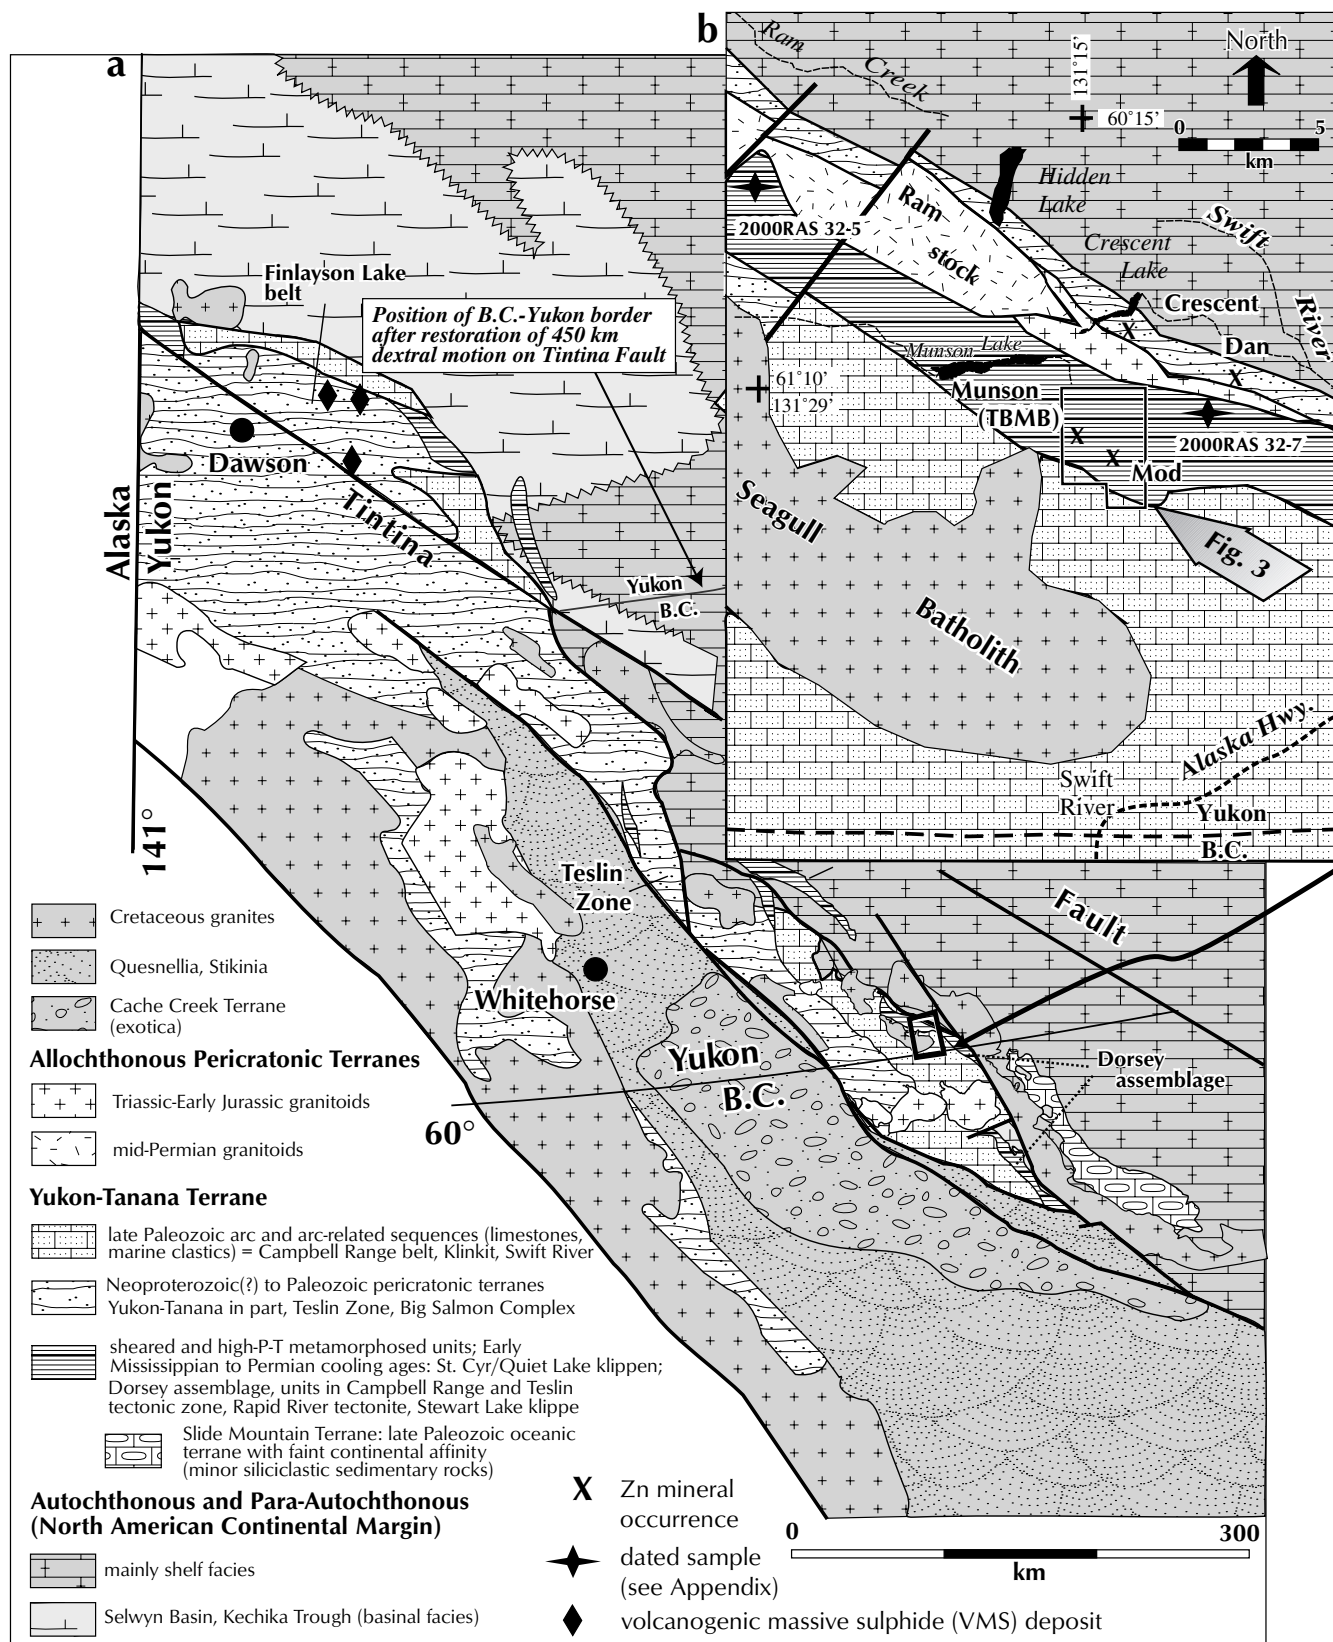 a
Finlayson Lake
belt
Position of B.C.-Yukon border
after restoration of 450 km
dextral motion on Tintina Fault
Dawson
Tintina
Alaska
Yukon
Yukon
B.C.
141°
Teslin
Zone
Whitehorse
Yukon
B.C.
60°
Fault
Dorsey
assemblage
b
Ram
Creek
131°15'
60°15'
North
0 5
km
Hidden
Lake
Ram
stock
2000RAS 32-5
Crescent
Lake
Swift
River
Crescent
Dan
X
X
Munson Lake
61°10'
131°29'
Munson
(TBMB)
X
X
Mod
2000RAS 32-7
Fig. 3
Seagull
Batholith
Alaska Hwy.
Swift
River
Yukon
B.C.
Cretaceous granites
Quesnellia, Stikinia
Cache Creek Terrane
(exotica)
Allochthonous Pericratonic Terranes
Triassic-Early Jurassic granitoids
mid-Permian granitoids
Yukon-Tanana Terrane
late Paleozoic arc and arc-related sequences (limestones,
marine clastics) = Campbell Range belt, Klinkit, Swift River
Neoproterozoic(?) to Paleozoic pericratonic terranes
Yukon-Tanana in part, Teslin Zone, Big Salmon Complex
sheared and high-P-T metamorphosed units; Early
Mississippian to Permian cooling ages: St. Cyr/Quiet Lake klippen;
Dorsey assemblage, units in Campbell Range and Teslin
tectonic zone, Rapid River tectonite, Stewart Lake klippe
Slide Mountain Terrane: late Paleozoic oceanic
terrane with faint continental affinity
(minor siliciclastic sedimentary rocks)
Autochthonous and Para-Autochthonous
(North American Continental Margin)
mainly shelf facies
Selwyn Basin, Kechika Trough (basinal facies)
X Zn mineral
occurrence
dated sample
(see Appendix)
volcanogenic massive sulphide (VMS) deposit
0 300
km